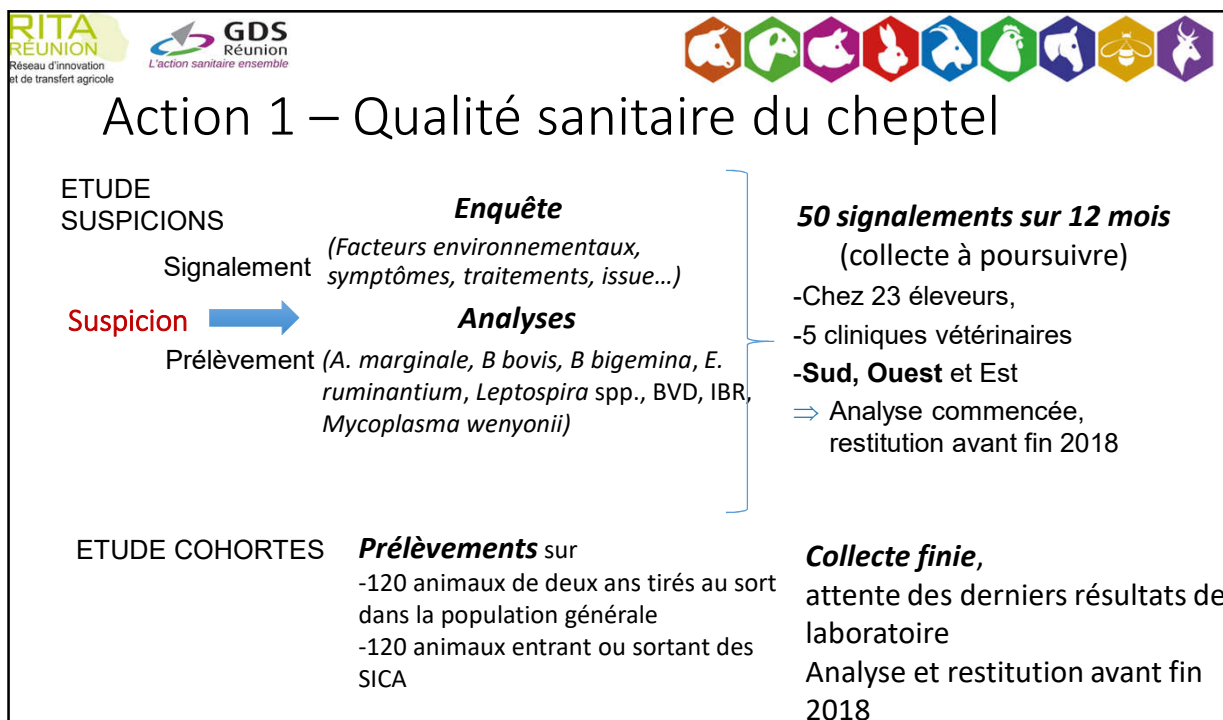 RITA
RÉUNION
Réseau d'innovation
et de transfert agricole
GDS
Réunion
L'action sanitaire ensemble
Action 1 – Qualité sanitaire du cheptel
ETUDE
SUSPICIONS
Signalement
Suspicion
Prélèvement
Enquête
(Facteurs environnementaux,
symptômes, traitements, issue…)
Analyses
(A. marginale, B bovis, B bigemina, E.
ruminantium, Leptospira spp., BVD, IBR,
Mycoplasma wenyonii)
50 signalements sur 12 mois
(collecte à poursuivre)
-Chez 23 éleveurs,
-5 cliniques vétérinaires
-Sud, Ouest et Est
⇒ Analyse commencée,
restitution avant fin 2018
ETUDE COHORTES
Prélèvements sur
-120 animaux de deux ans tirés au sort
dans la population générale
-120 animaux entrant ou sortant des
SICA
Collecte finie,
attente des derniers résultats de
laboratoire
Analyse et restitution avant fin
2018